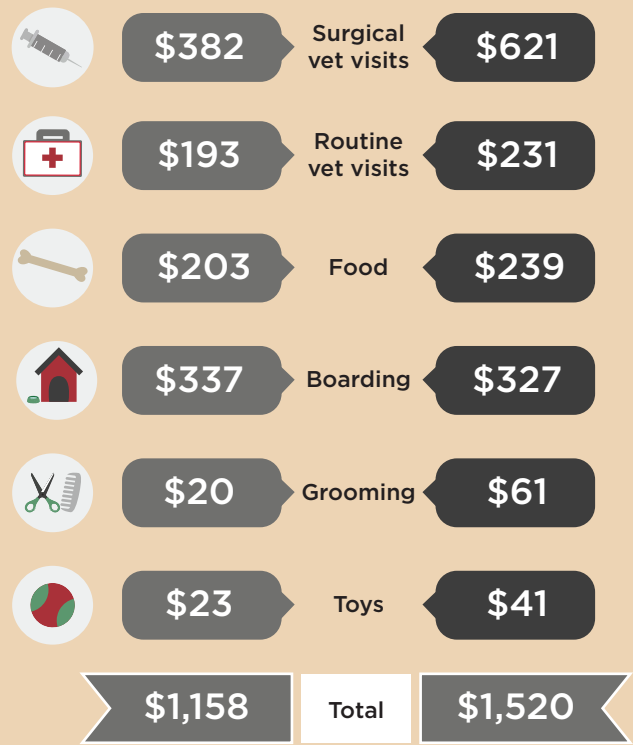 $382
Surgical
vet visits
$621
$193
Routine
vet visits
$231
$203
Food
$239
$337
Boarding
$327
$20
Grooming
$61
$23
Toys
$41
$1,158
Total
$1,520